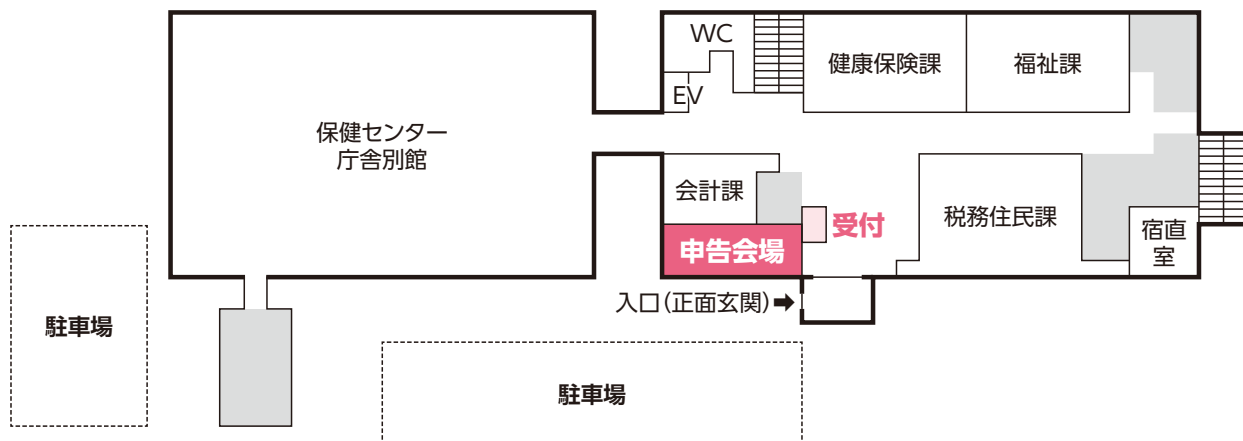 WC
健康保険課
福祉課
EV
保健センター
庁舎別館
会計課
税務住民課
受付
宿直
室
申告会場
入口(正面玄関)➡
駐車場
駐車場